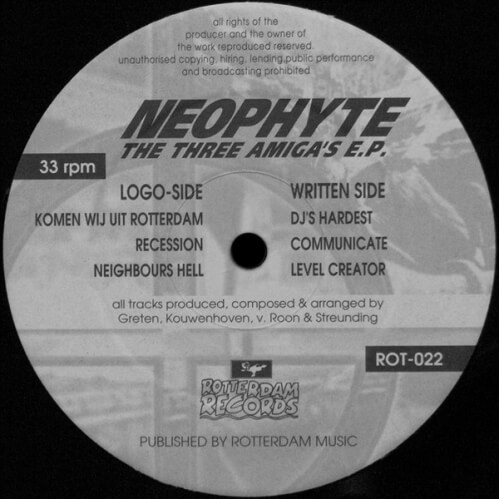 all rights of the
producer and the owner of
the work reproduced reserved.
unauthorised copying, hiring, lending, public performance
and broadcasting prohibited
NEOPHYTE
THE THREE AMIGA'S E.P.
33 rpm
LOGO-SIDE
KOMEN WIJ UIT ROTTERDAM
RECESSION
NEIGHBOURS HELL
WRITTEN SIDE
DJ'S HARDEST
COMMUNICATE
LEVEL CREATOR
all tracks produced, composed & arranged by
Greten, Kouwenhoven, v. Roon & Streunding
ROT-022
ROTTERDAM
RECORDS
PUBLISHED BY ROTTERDAM MUSIC